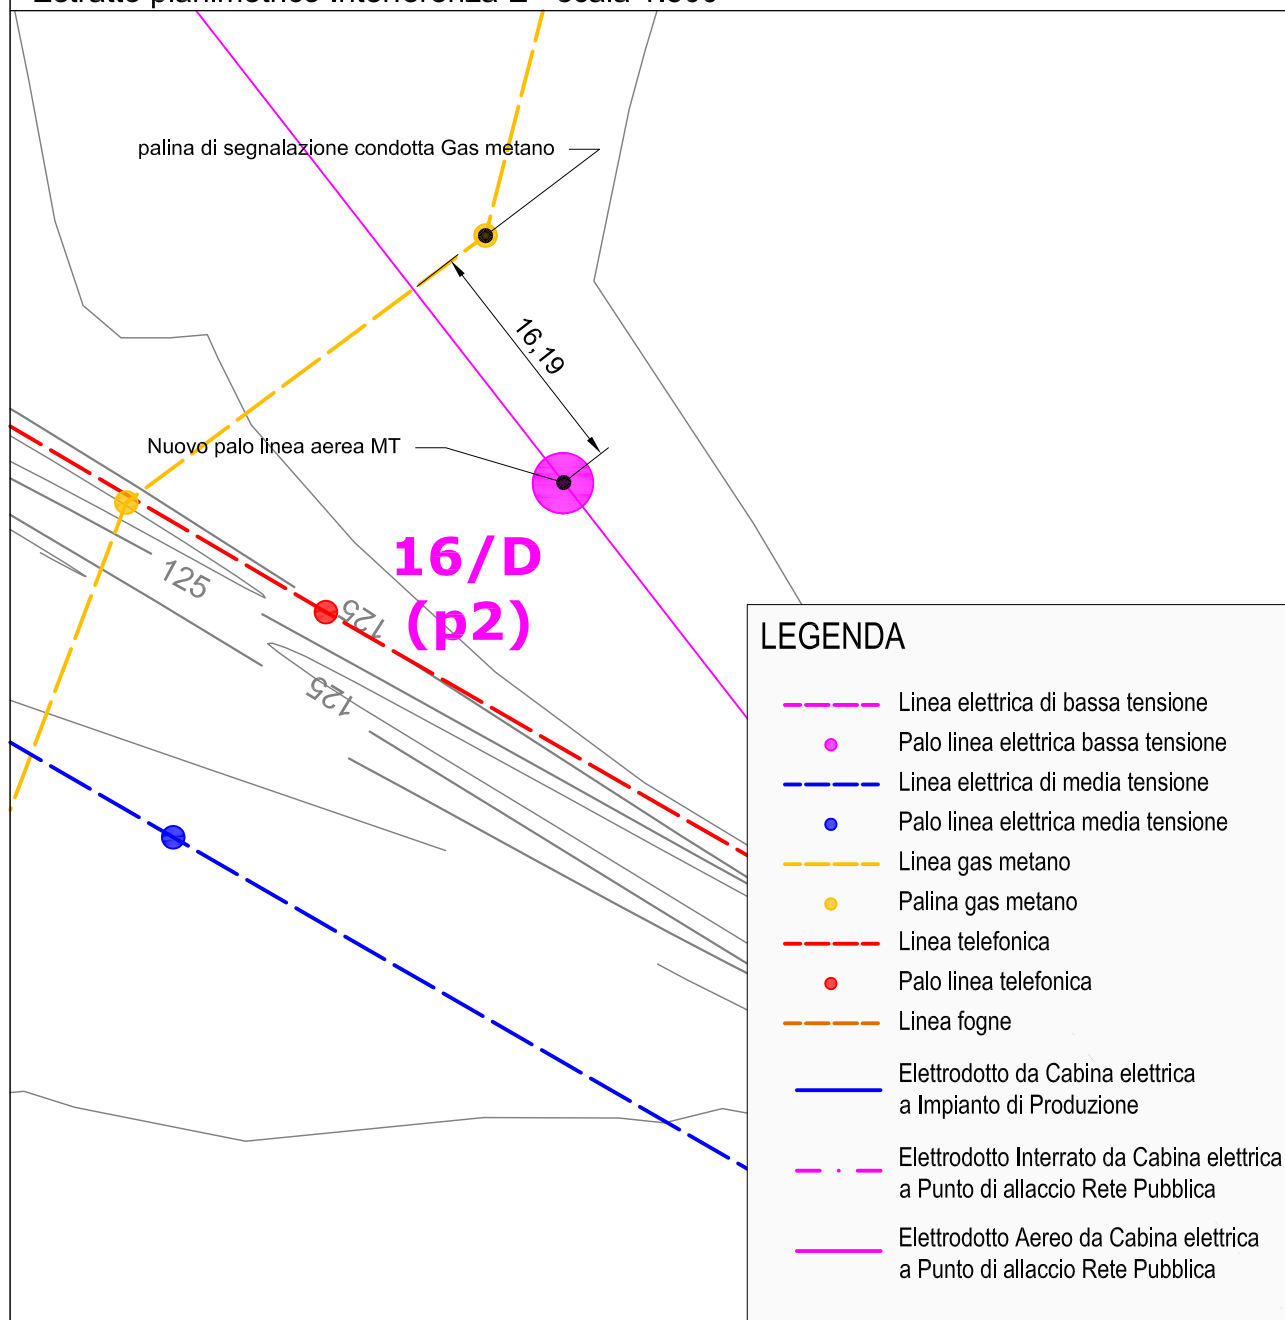 palina di segnalazione condotta Gas metano
16,19
Nuovo palo linea aerea MT
16/D
(p2)
125
125
125
LEGENDA
Linea elettrica di bassa tensione
Palo linea elettrica bassa tensione
Linea elettrica di media tensione
Palo linea elettrica media tensione
Linea gas metano
Palina gas metano
Linea telefonica
Palo linea telefonica
Linea fogne
Elettrodotto da Cabina elettrica
a Impianto di Produzione
Elettrodotto Interrato da Cabina elettrica
a Punto di allaccio Rete Pubblica
Elettrodotto Aereo da Cabina elettrica
a Punto di allaccio Rete Pubblica